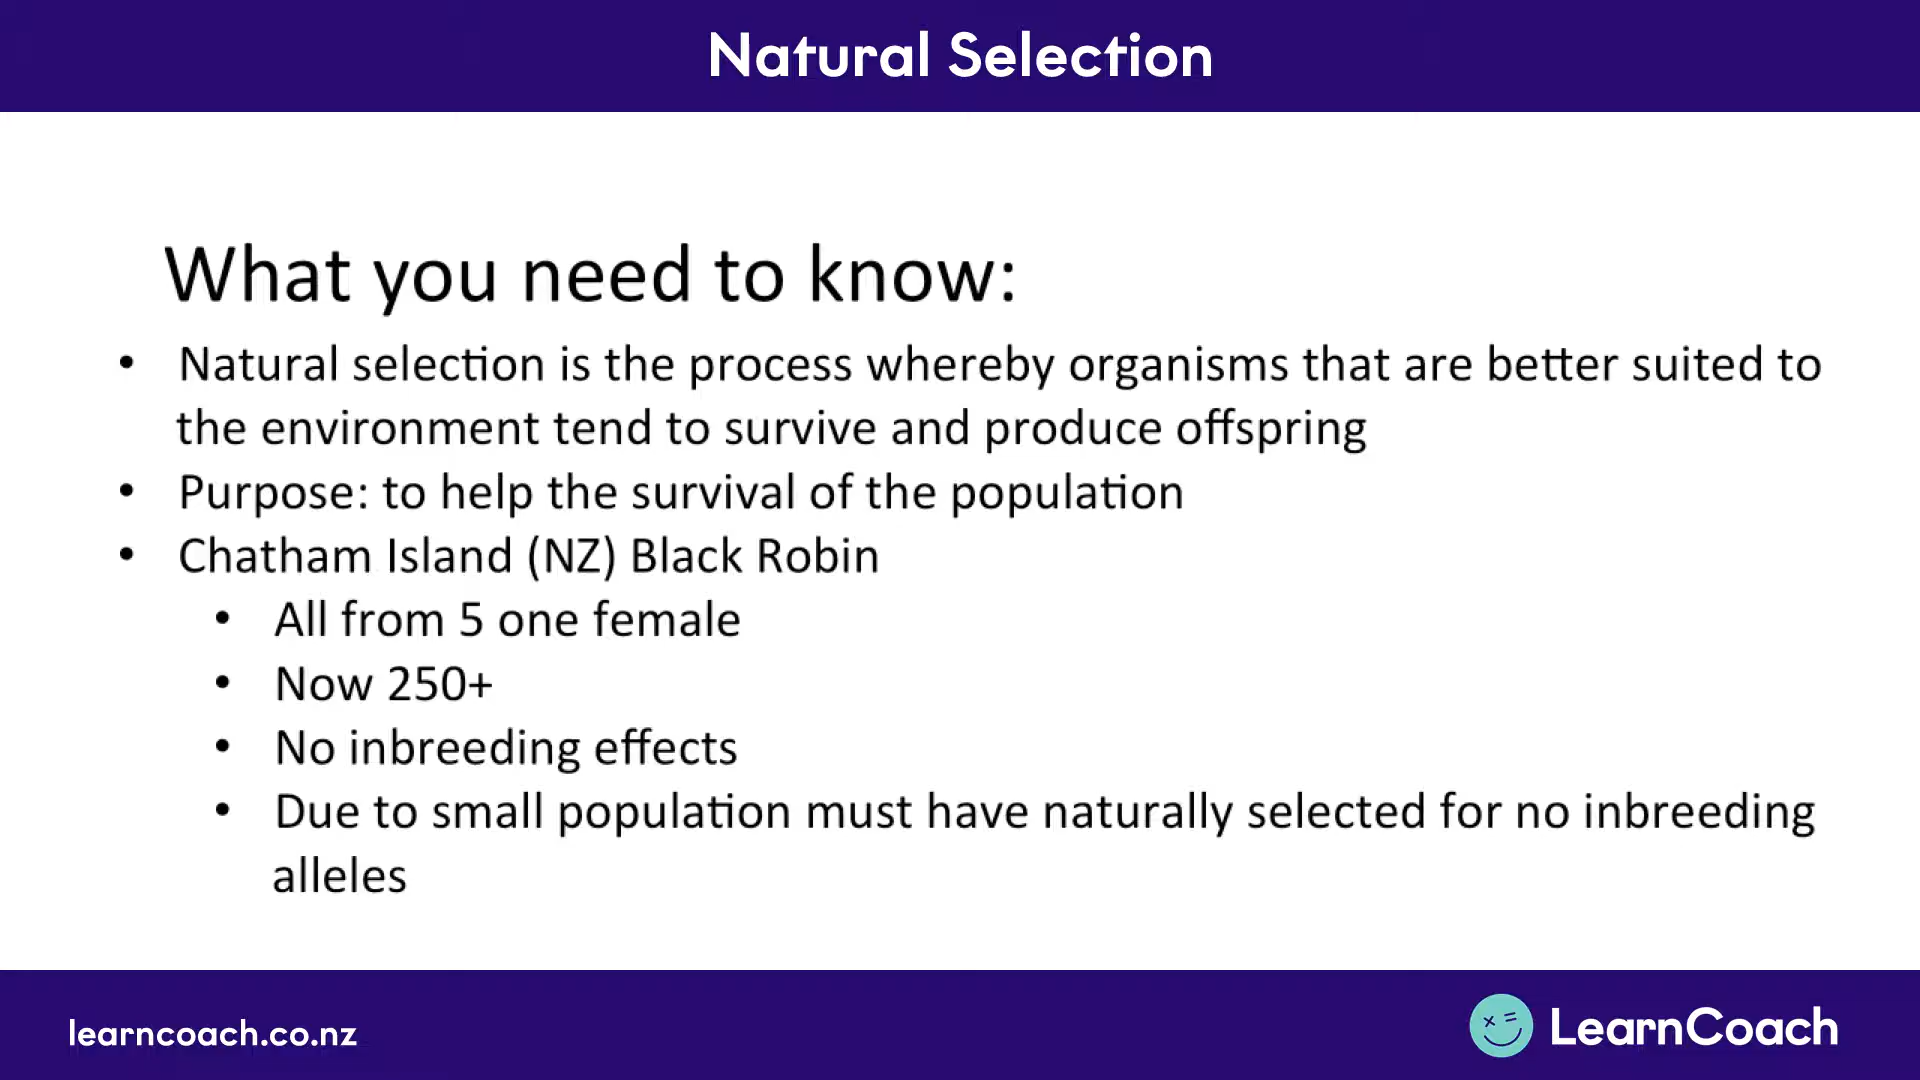 Natural Selection
What you need to know:
• Natural selection is the process whereby organisms that are better suited to
the environment tend to survive and produce offspring
• Purpose: to help the survival of the population
• Chatham Island (NZ) Black Robin
• All from 5 one female
• Now 250+
• No inbreeding effects
• Due to small population must have naturally selected for no inbreeding
alleles
learncoach.co.nz
LearnCoach